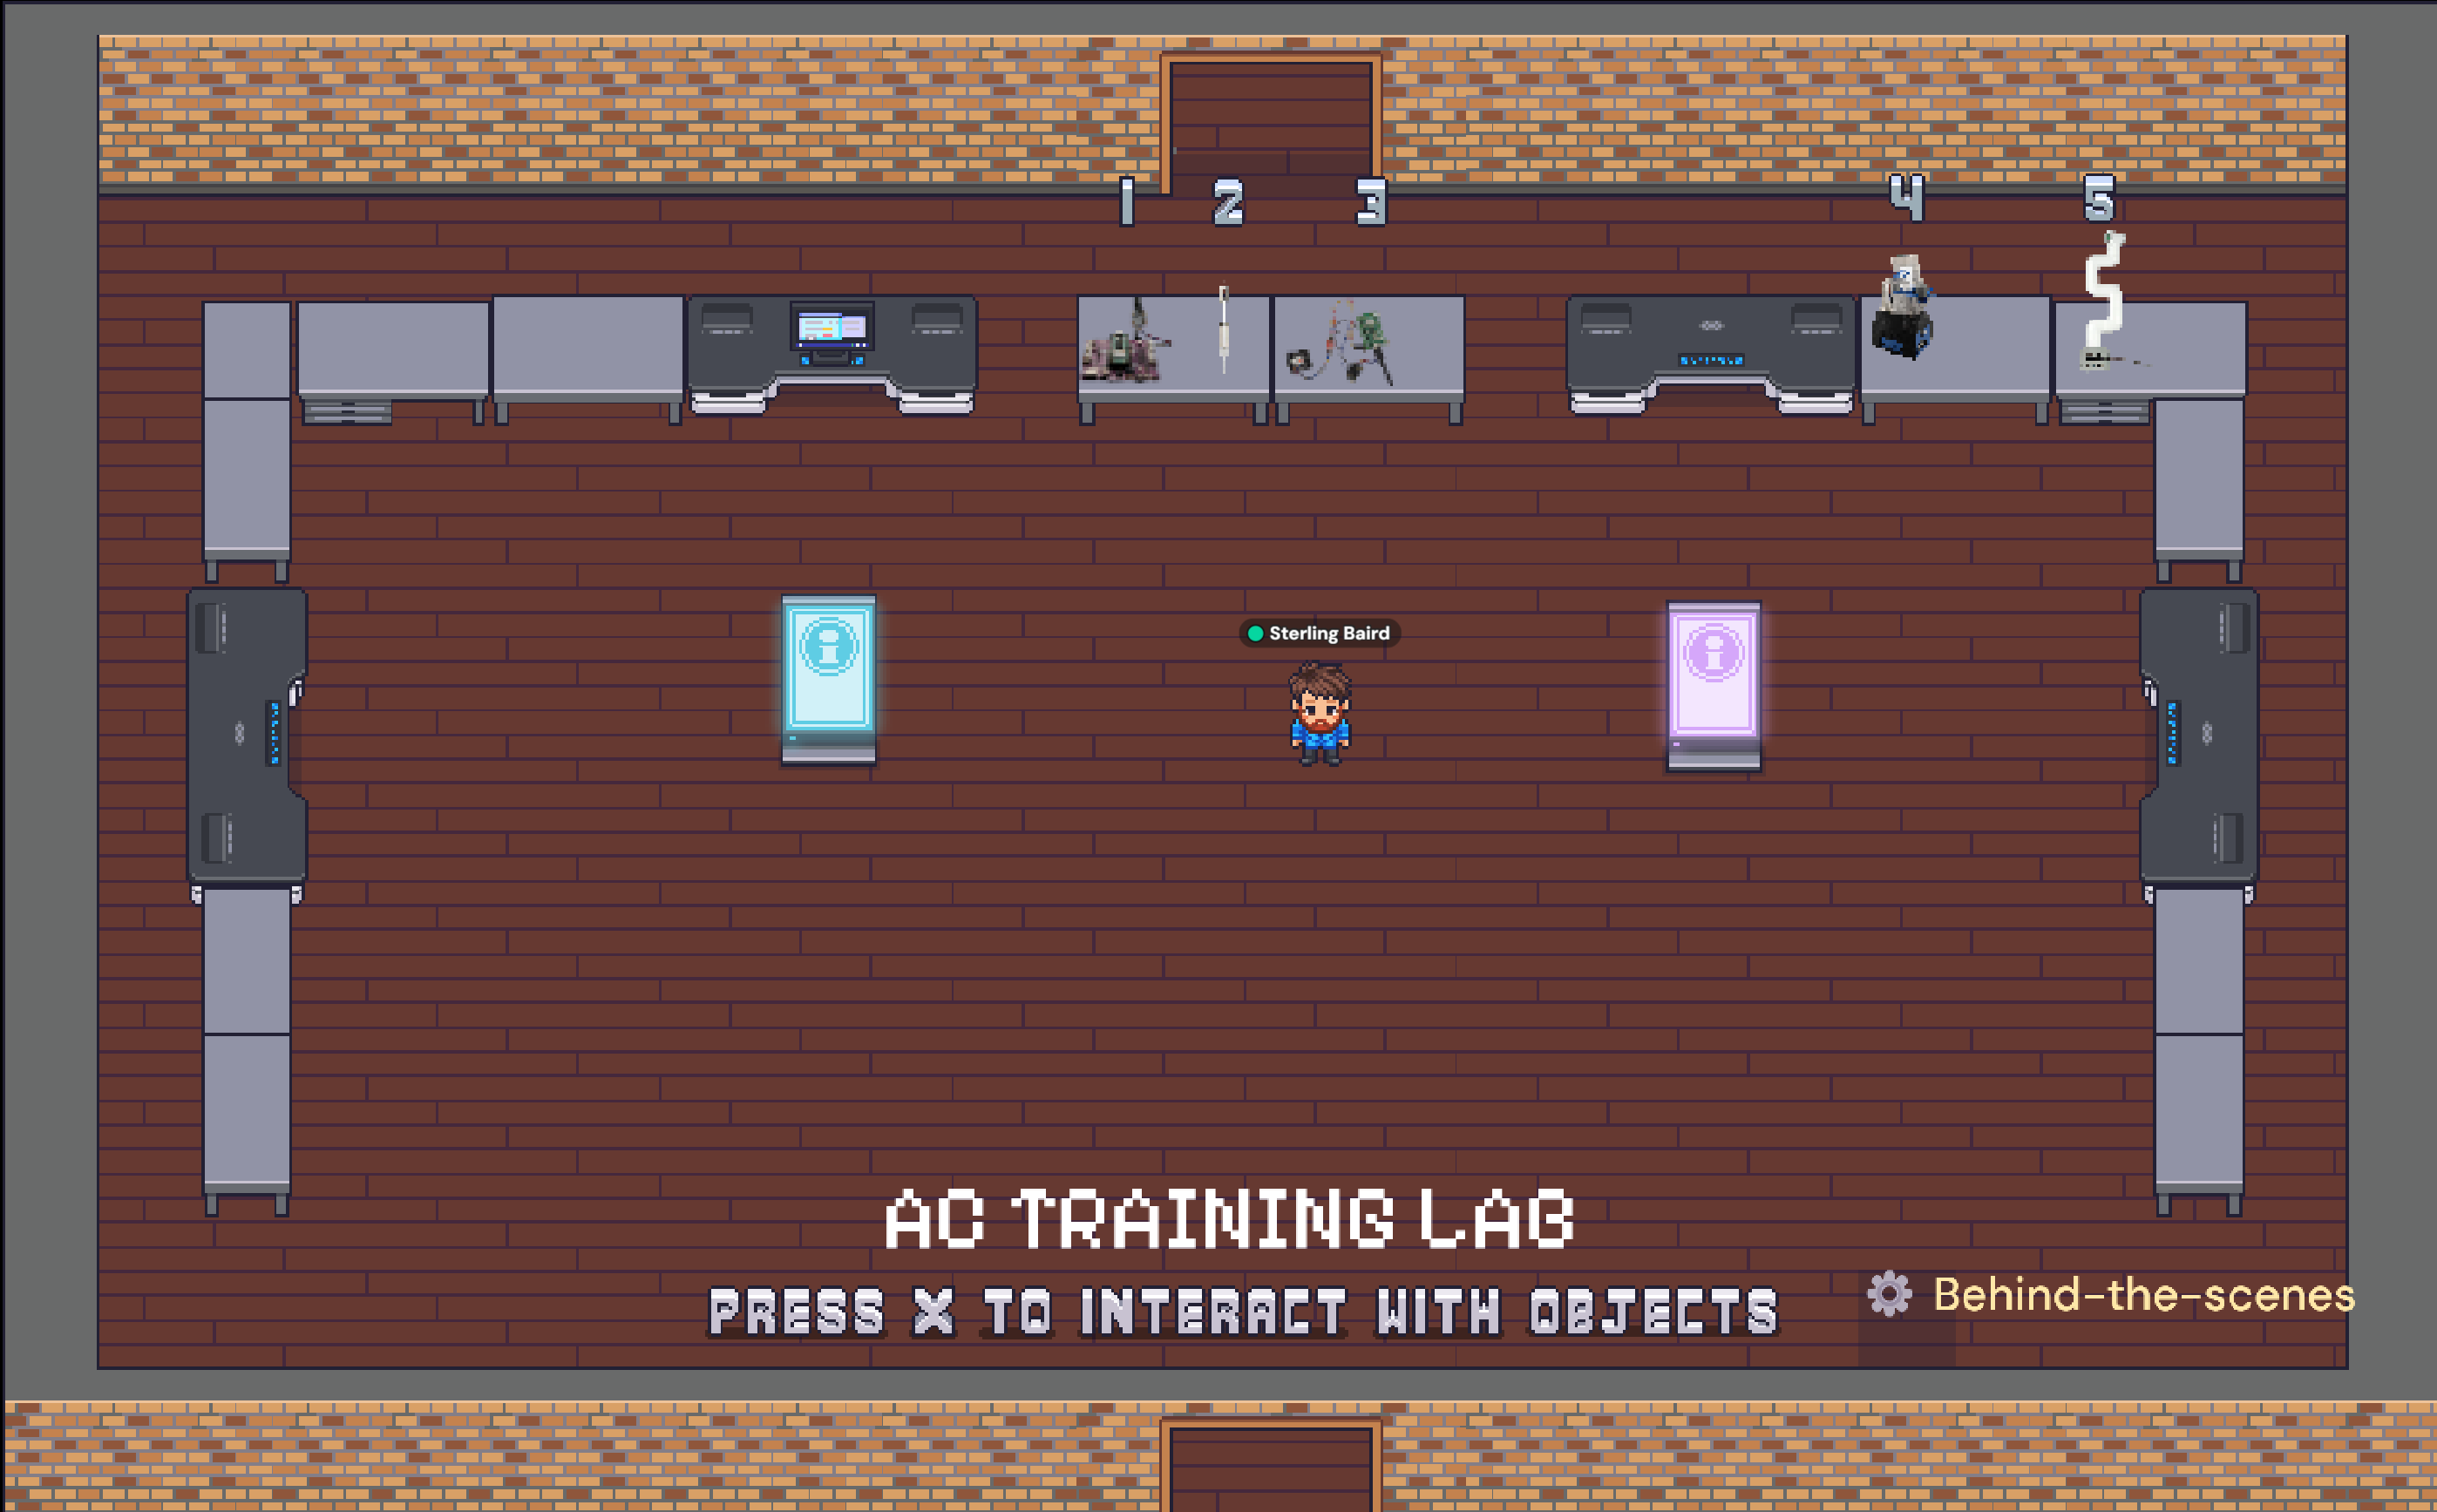 1 2 3 4 5
Sterling Baird
AC TRAINING LAB
PRESS X TO INTERACT WITH OBJECTS
Behind-the-scenes